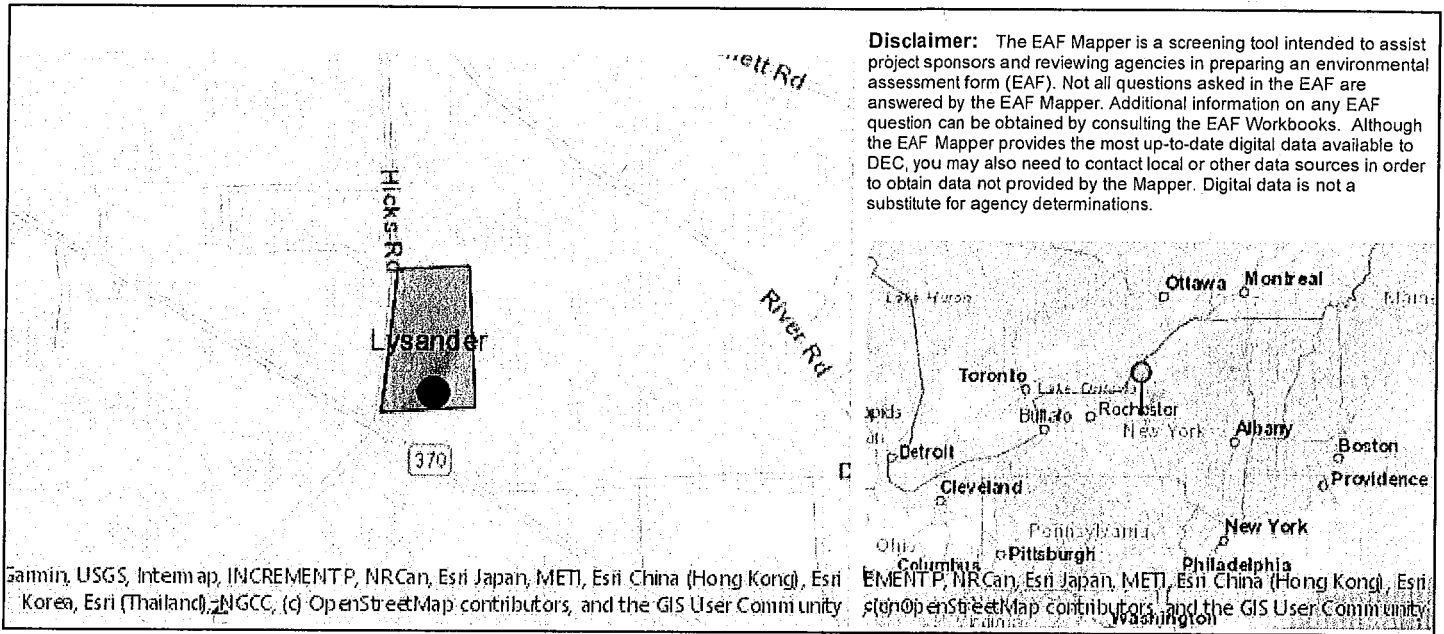 Disclaimer: The EAF Mapper is a screening tool intended to assist
project sponsors and reviewing agencies in preparing an environmental
assessment form (EAF). Not all questions asked in the EAF are
answered by the EAF Mapper. Additional information on any EAF
question can be obtained by consulting the EAF Workbooks. Although
the EAF Mapper provides the most up-to-date digital data available to
DEC, you may also need to contact local or other data sources in order
to obtain data not provided by the Mapper. Digital data is not a
substitute for agency determinations.
Rd
Hicks-Rd
River Rd
Lysander
370
USGS, Intermap, INCREMENT P, NRCan, Esri Japan, METI, Esri China (Hong Kong), Esri
Korea, Esri (Thailand), NGCC, (c) OpenStreetMap contributors, and the GIS User Community
Ottawa
Montreal
Lake Huron
Toronto
Lake Ontario
Buffalo
Rochester
New York
Albany
Detroit
Boston
Providence
Cleveland
New York
Pennsylvania
Ohio
Pittsburgh
Columbus
Philadelphia
Washington
NRCan, Esri Japan, METI, Esri China (Hong Kong), Esri
OpenStreetMap contributors, and the GIS User Community